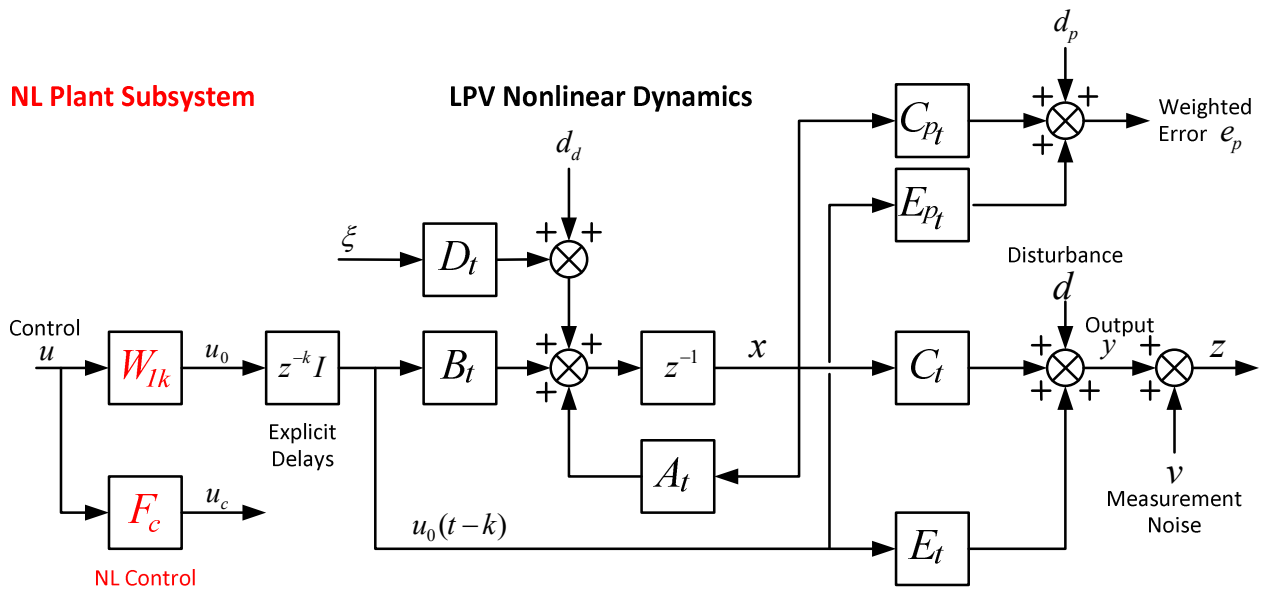 NL Plant Subsystem
LPV Nonlinear Dynamics
d_p
+ +
C_{p_t}
+
Weighted
Error e_p
d_d
E_{p_t}
ξ
D_t
+ +
Disturbance
d
Control
u
W_{1k}
u_0
z^{-k} I
B_t
+
+
z^{-1}
x
C_t
+
+ +
Output
y
+
+
z
Explicit
Delays
A_t
v
Measurement
Noise
F_c
u_c
u_0(t-k)
E_t
NL Control